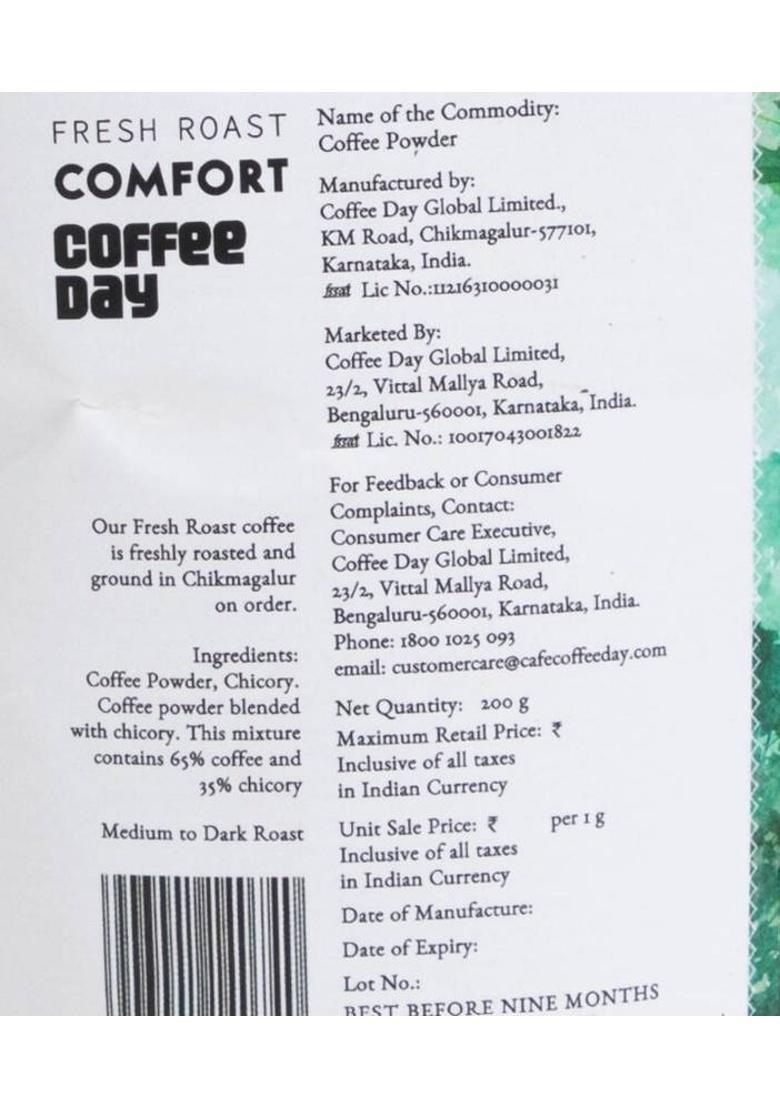 FRESH ROAST
COMFORT
COFFee
Day
Our Fresh Roast coffee
is freshly roasted and
ground in Chikmagalur
on order.
Ingredients:
Coffee Powder, Chicory.
Coffee powder blended
with chicory. This mixture
contains 65% coffee and
35% chicory
Medium to Dark Roast
Name of the Commodity:
Coffee Powder
Manufactured by:
Coffee Day Global Limited.,
KM Road, Chikmagalur-577101,
Karnataka, India.
fssai Lic No.:11216310000031
Marketed By:
Coffee Day Global Limited,
23/2, Vittal Mallya Road,
Bengaluru-560001, Karnataka, India.
fssai Lic. No.: 10017043001822
For Feedback or Consumer
Complaints, Contact:
Consumer Care Executive,
Coffee Day Global Limited,
23/2, Vittal Mallya Road,
Bengaluru-560001, Karnataka, India.
Phone: 1800 1025 093
email: customercare@cafecoffeeday.com
Net Quantity: 200 g
Maximum Retail Price: ₹
Inclusive of all taxes
in Indian Currency
Unit Sale Price: ₹ per 1 g
Inclusive of all taxes
in Indian Currency
Date of Manufacture:
Date of Expiry:
Lot No.:
BEST BEFORE NINE MONTHS